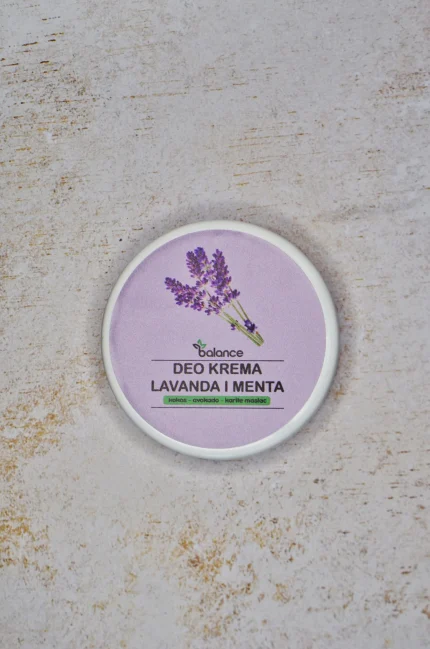 balance
DEO KREMA
LAVANDA I MENTA
kokos - avokado - karite maslac